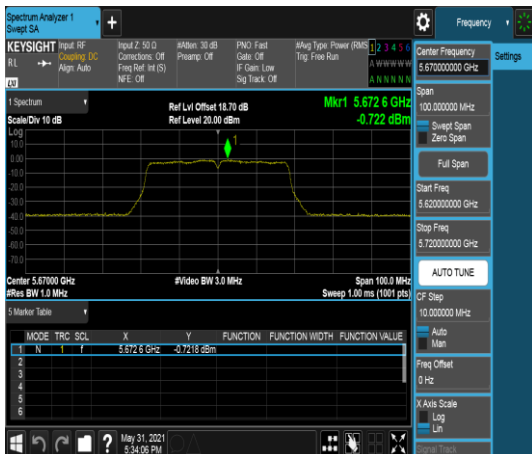 Spectrum Analyzer 1
Swept SA
Frequency
KEYSIGHT Input: RF Input Z: 50 Ω #Atten: 30 dB PNO: Fast #Avg Type: Power (RMS 1 2 3 4 5 6
RL Coupling: DC Corrections: Off Preamp: Off Gate: Off Trig: Free Run
Align: Auto Freq Ref: Int (S) IF Gain: Low A W W W W W
LXI NFE: Off Sig Track: Off A N N N N N
Center Frequency
5.670000000 GHz
Settings
Span
100.000000 MHz
Swept Span
Zero Span
Full Span
Start Freq
5.620000000 GHz
Stop Freq
5.720000000 GHz
AUTO TUNE
CF Step
10.000000 MHz
Auto
Man
Freq Offset
0 Hz
X Axis Scale
Log
Lin
Signal Track
1 Spectrum
Scale/Div 10 dB
Ref Lvl Offset 18.70 dB
Ref Level 20.00 dBm
Mkr1 5.672 6 GHz
-0.722 dBm
Log
10.0
0.00
-10.0
-20.0
-30.0
-40.0
-50.0
-60.0
-70.0
1
Center 5.67000 GHz #Video BW 3.0 MHz Span 100.0 MHz
#Res BW 1.0 MHz Sweep 1.00 ms (1001 pts)
5 Marker Table
MODE TRC SCL X Y FUNCTION FUNCTION WIDTH FUNCTION VALUE
1 N 1 f 5.672 6 GHz -0.7218 dBm
2
3
4
5
6
?
May 31, 2021
5:34:06 PM